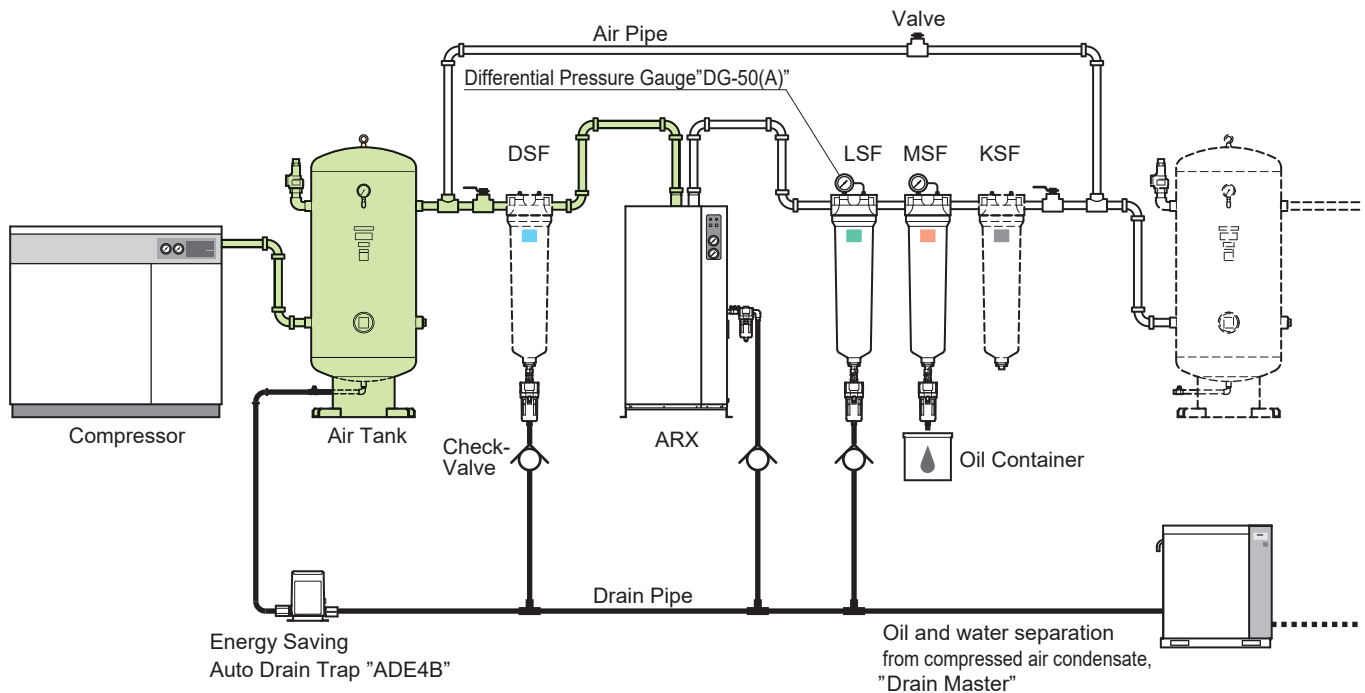 Valve
Air Pipe
Differential Pressure Gauge”DG-50(A)”
DSF
LSF
MSF
KSF
Compressor
Air Tank
Check-
Valve
ARX
Oil Container
Drain Pipe
Energy Saving
Auto Drain Trap ”ADE4B”
Oil and water separation
from compressed air condensate,
”Drain Master”